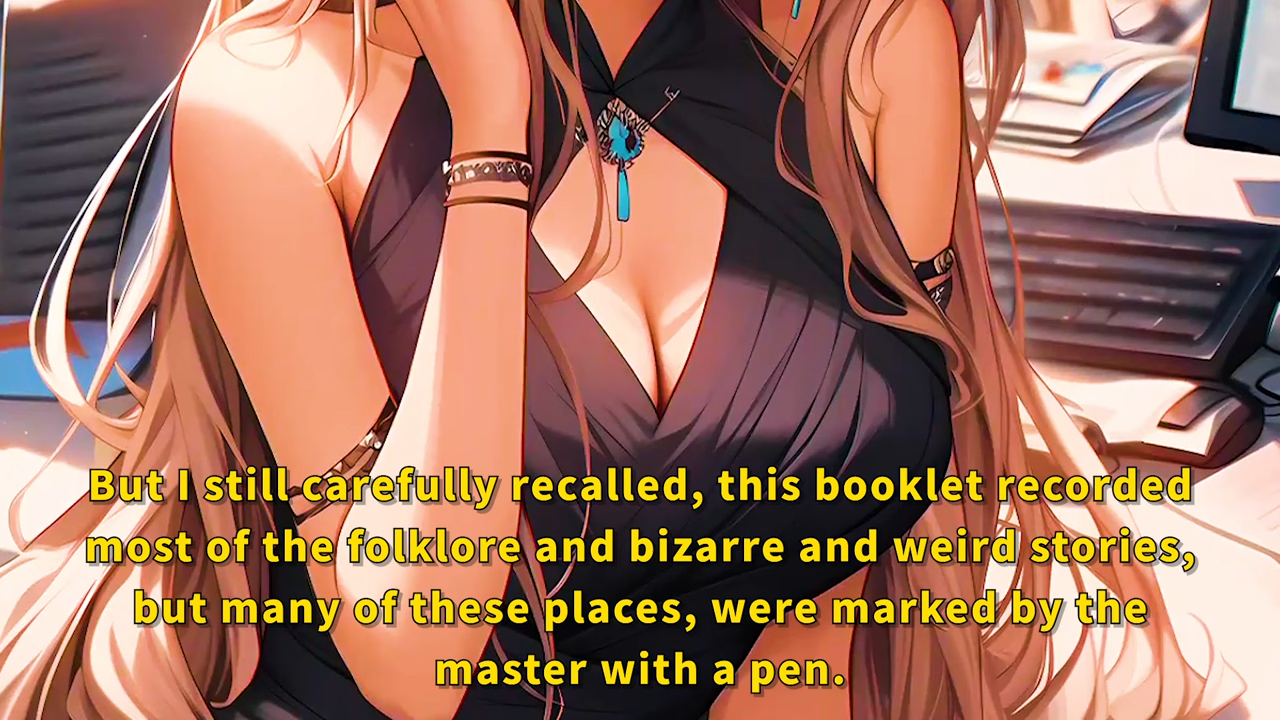 But I still carefully recalled, this booklet recorded
most of the folklore and bizarre and weird stories,
but many of these places, were marked by the
master with a pen.